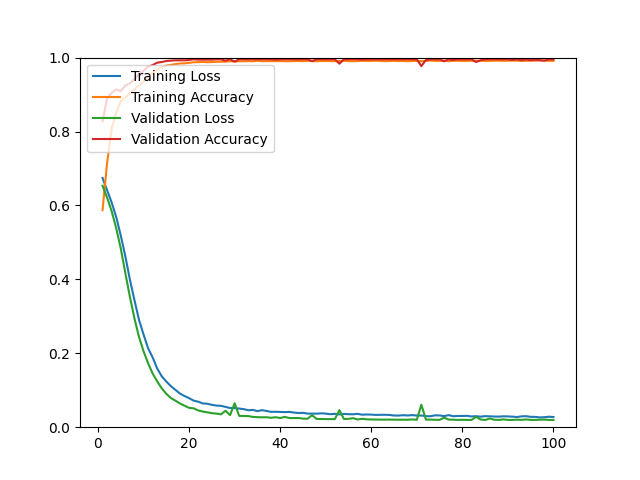 1.0
0.8
0.6
0.4
0.2
0.0
Training Loss
Training Accuracy
Validation Loss
Validation Accuracy
0 20 40 60 80 100